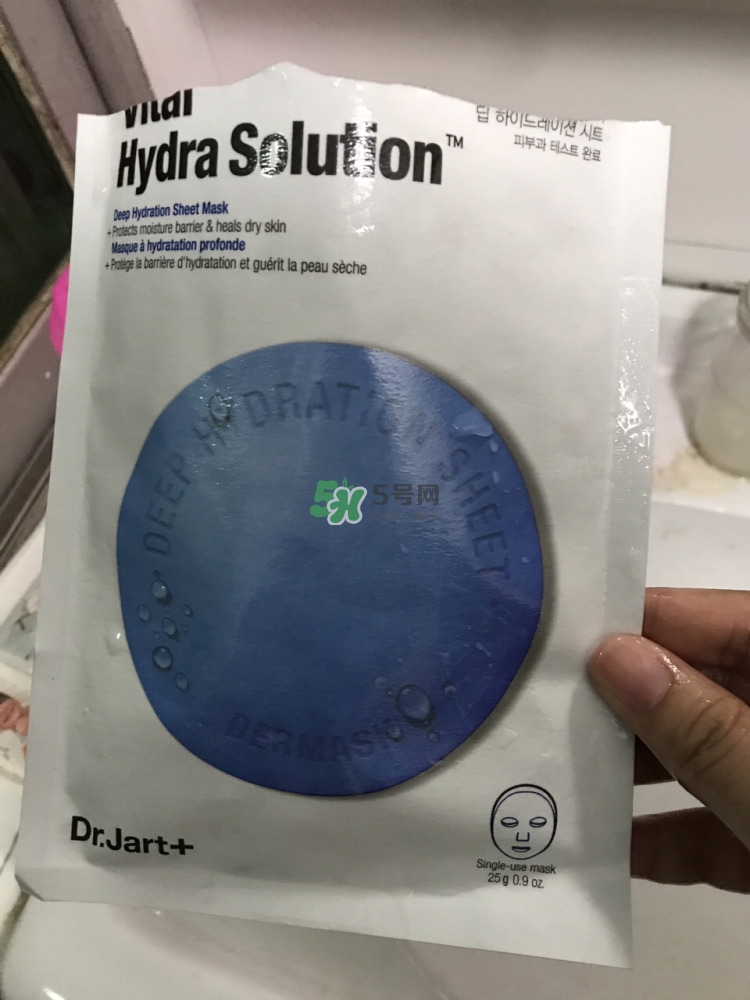 Vital
딥 하이드레이션 시트
피부과 테스트 완료
Hydra Solution™
Deep Hydration Sheet Mask
+ Protects moisture barrier & heals dry skin
Masque à hydratation profonde
+ Protège la barrière d'hydratation et guérit la peau sèche
DEEP HYDRATION SHEET
5号网
DERMASK
Dr.Jart+
Single-use mask
25g 0.9 oz.